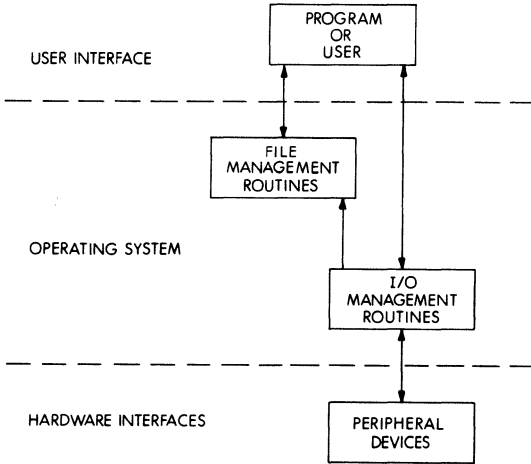 PROGRAM
OR
USER
USER INTERFACE
FILE
MANAGEMENT
ROUTINES
OPERATING SYSTEM
I/O
MANAGEMENT
ROUTINES
HARDWARE INTERFACES
PERIPHERAL
DEVICES